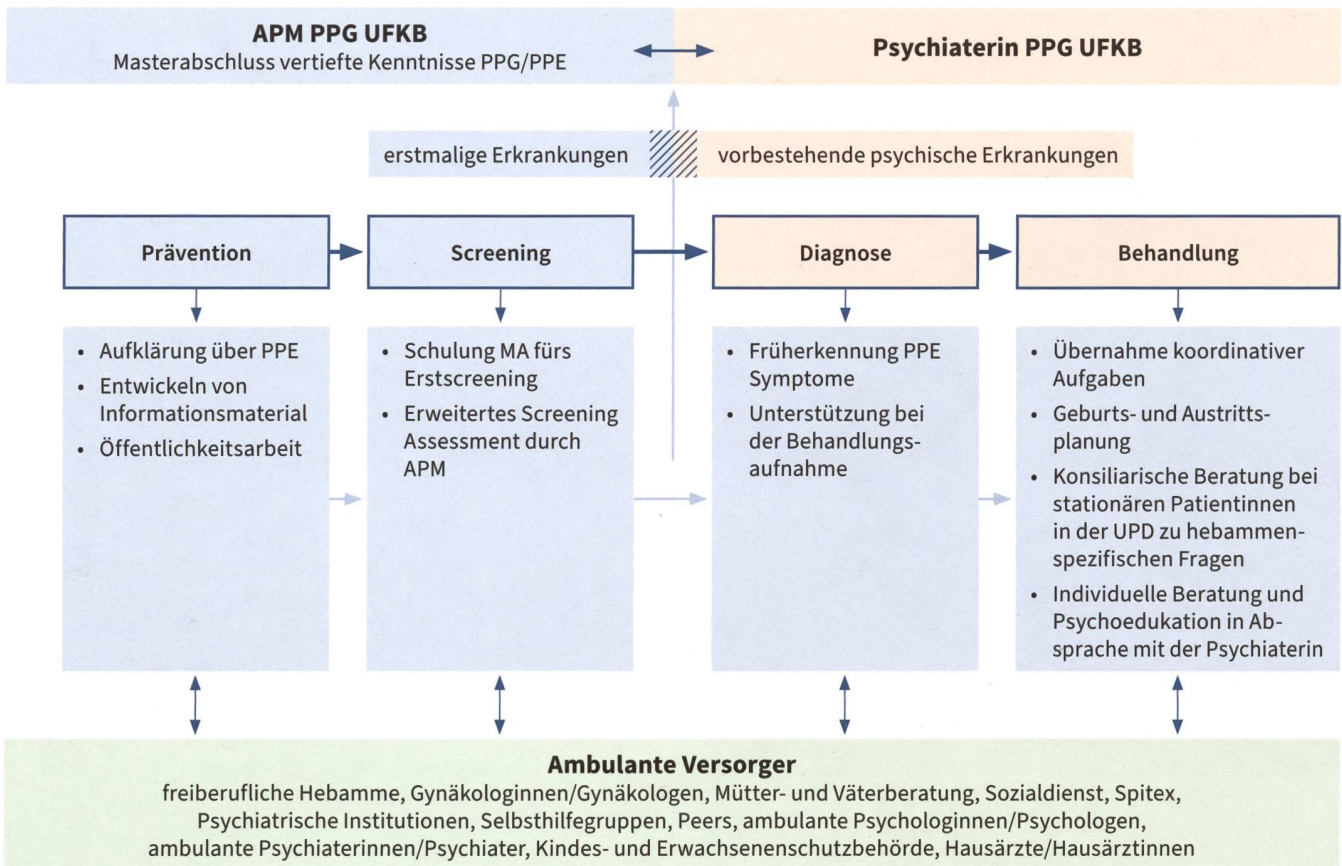 APM PPG UFKB
Masterabschluss vertiefte Kenntnisse PPG/PPE
Psychiaterin PPG UFKB
erstmalige Erkrankungen
vorbestehende psychische Erkrankungen
Prävention
Screening
Diagnose
Behandlung
• Aufklärung über PPE
• Entwickeln von
Informationsmaterial
• Öffentlichkeitsarbeit
• Schulung MA fürs
Erstscreening
• Erweitertes Screening
Assessment durch
APM
• Früherkennung PPE
Symptome
• Unterstützung bei
der Behandlungs-
aufnahme
• Übernahme koordinativer
Aufgaben
• Geburts- und Austritts-
planung
• Konsiliarische Beratung bei
stationären Patientinnen
in der UPD zu hebammen-
spezifischen Fragen
• Individuelle Beratung und
Psychoedukation in Ab-
sprache mit der Psychiaterin
Ambulante Versorger
freiberufliche Hebamme, Gynäkologinnen/Gynäkologen, Mütter- und Väterberatung, Sozialdienst, Spitex,
Psychiatrische Institutionen, Selbsthilfegruppen, Peers, ambulante Psychologinnen/Psychologen,
ambulante Psychiaterinnen/Psychiater, Kindes- und Erwachsenenschutzbehörde, Hausärzte/Hausärztinnen